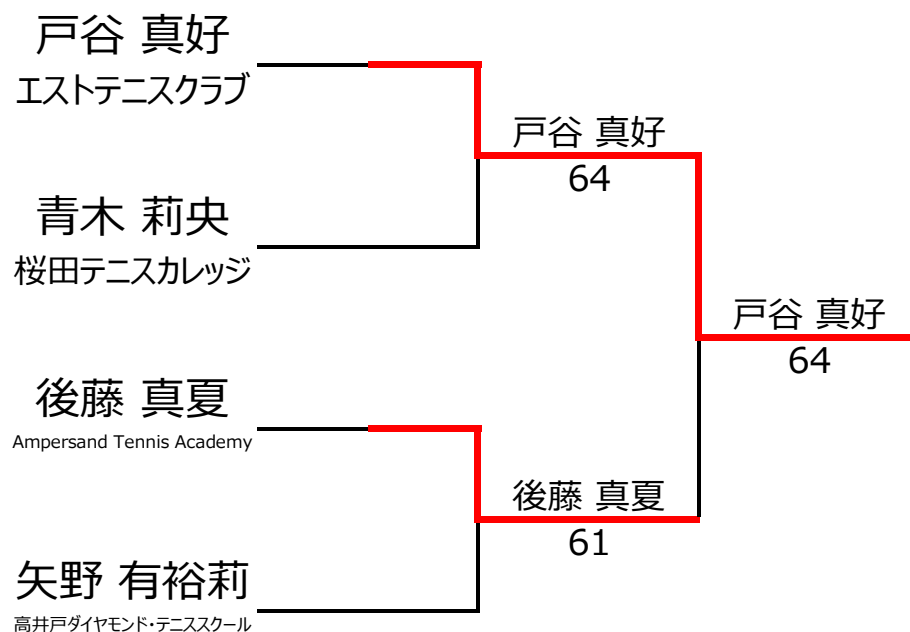 戸谷 真好
エストテニスクラブ
戸谷 真好
64
青木 莉央
桜田テニスカレッジ
戸谷 真好
64
後藤 真夏
Ampersand Tennis Academy
後藤 真夏
61
矢野 有裕莉
高井戸ダイヤモンド・テニススクール